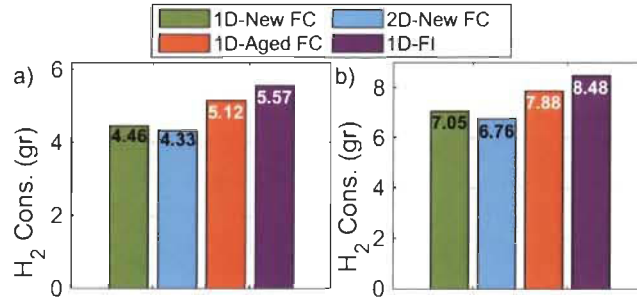 1D-New FC
2D-New FC
1D-Aged FC
1D-FI
a)
H2 Cons. (gr)
6
4
2
0
4.46
4.33
5.12
5.57
b)
H2 Cons. (gr)
8
6
4
2
0
7.05
6.76
7.88
8.48